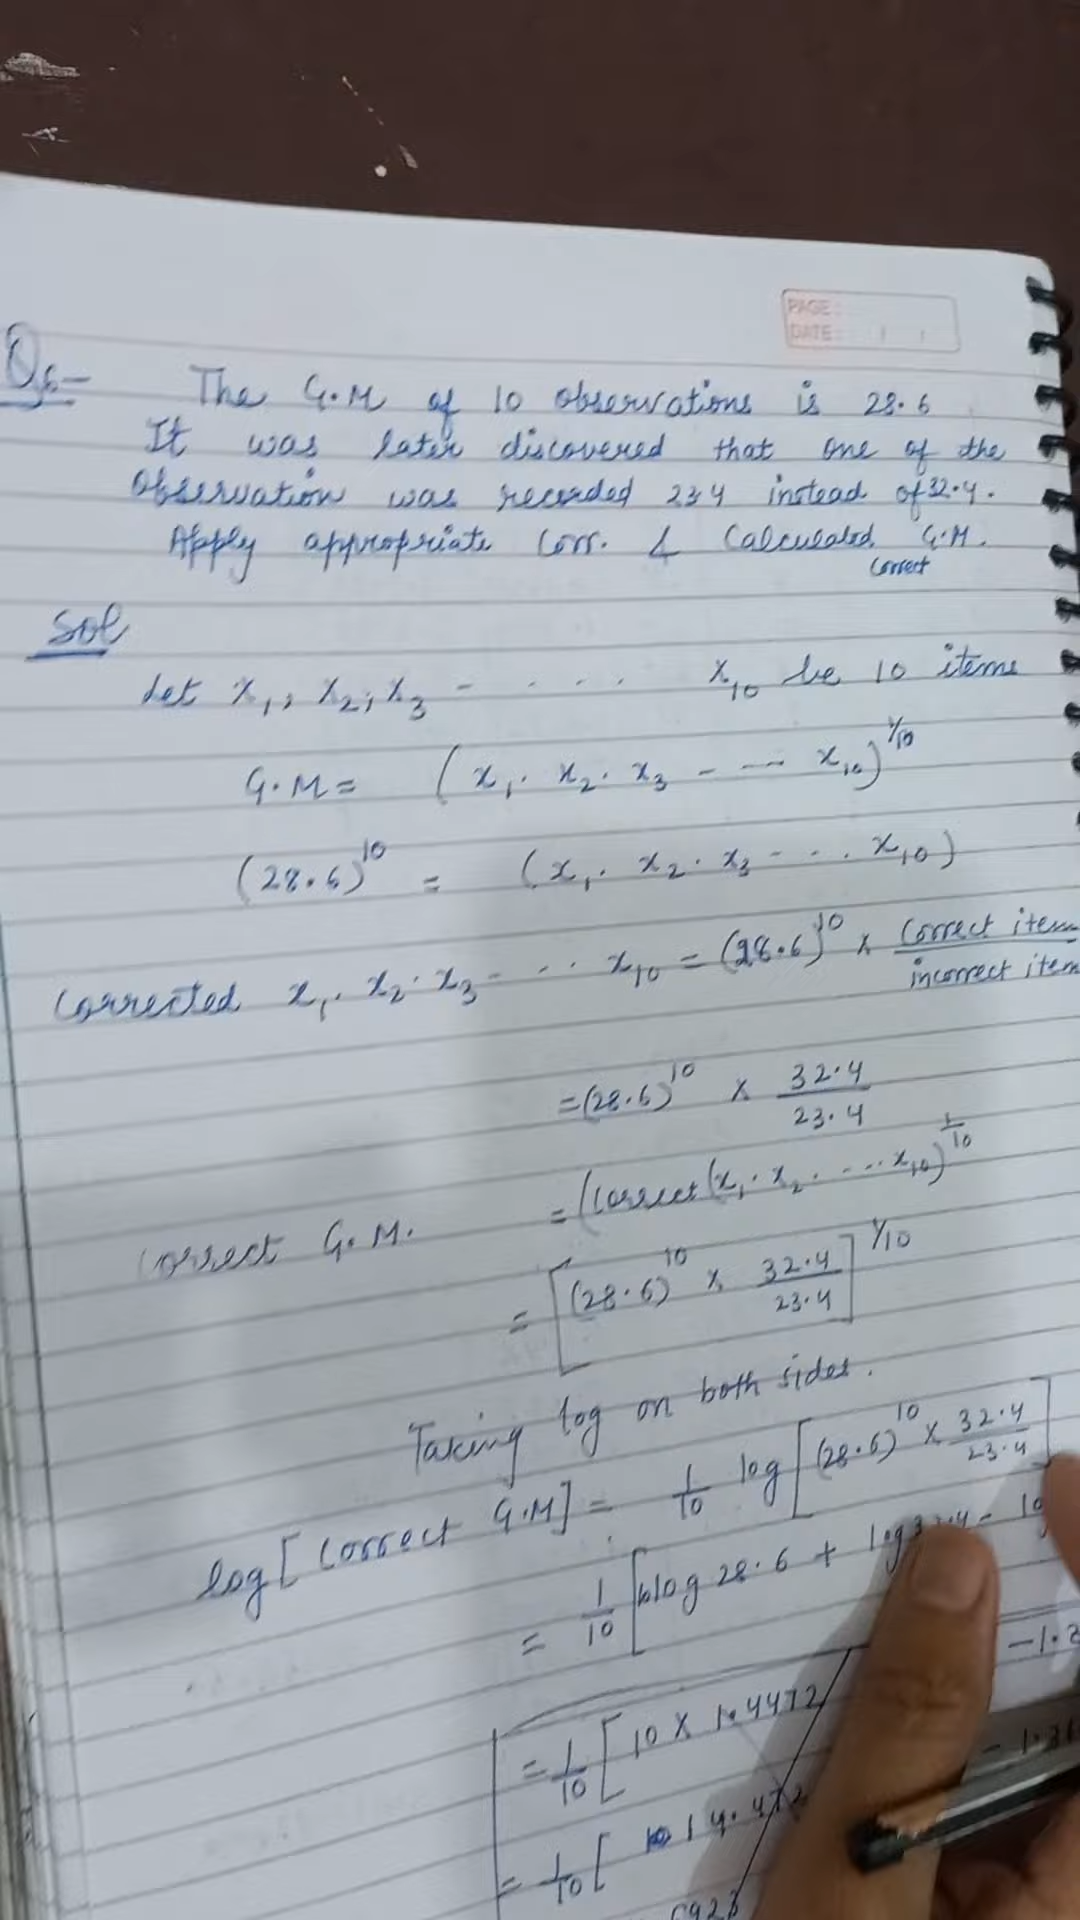 PAGE :
DATE : / /
Q6- The G.M of 10 observations is 28.6
It was later discovered that one of the
observation was recorded 23.4 instead of 32.4.
Apply appropriate Corr. & Calculated G.M.
Correct
Sol
Let x₁, x₂, x₃ - . . . . x₁₀ be 10 items
G.M = (x₁. x₂. x₃ - - --- x₁₀)^1/10
(28.6)^10 = (x₁. x₂. x₃ - - . . x₁₀)
Corrected x₁. x₂. x₃ - - . . x₁₀ = (28.6)^10 × Correct item / incorrect item
= (28.6)^10 × 32.4 / 23.4
Correct G.M. = (Correct (x₁. x₂. ---. x₁₀)^1/10
= [(28.6)^10 × 32.4 / 23.4]^1/10
Taking log on both sides.
log [Correct G.M] = 1/10 log [(28.6)^10 × 32.4 / 23.4]
= 1/10 [10log 28.6 + log 32.4 -
= 1/10 [10 × 1.4472
= 1/10 [ 14.472